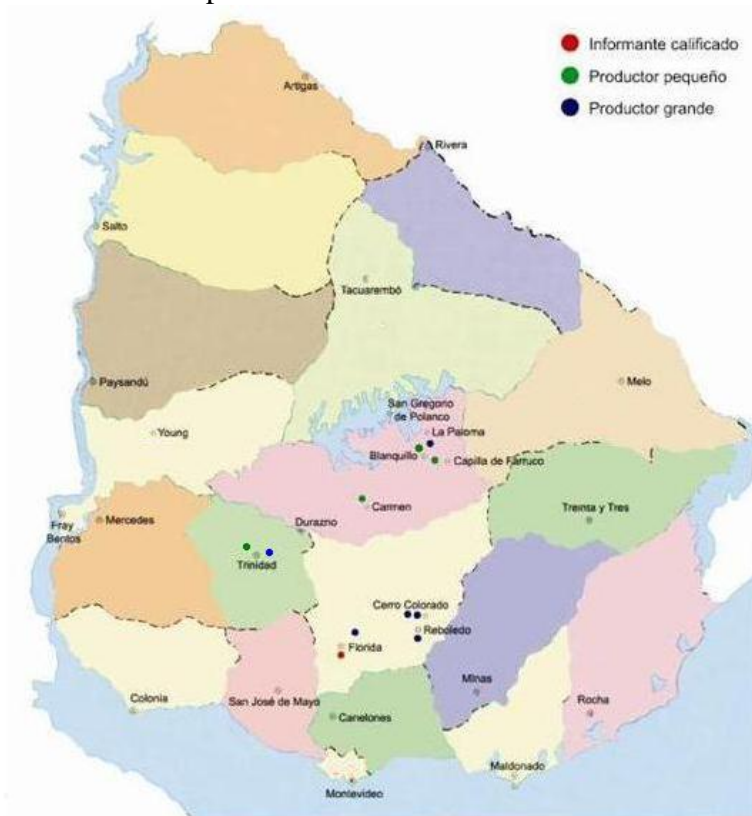 Informante calificado
Productor pequeño
Productor grande
Artigas
Rivera
Salto
Tacuarembó
Paysandú
Melo
San Gregorio
de Polanco
La Paloma
Young
Blanquillo
Capilla de Farruco
Carmen
Treinta y Tres
Fray
Bentos
Mercedes
Durazno
Trinidad
Cerro Colorado
Reboledo
Florida
Minas
Colonia
San José de Mayo
Rocha
Canelones
Maldonado
Montevideo